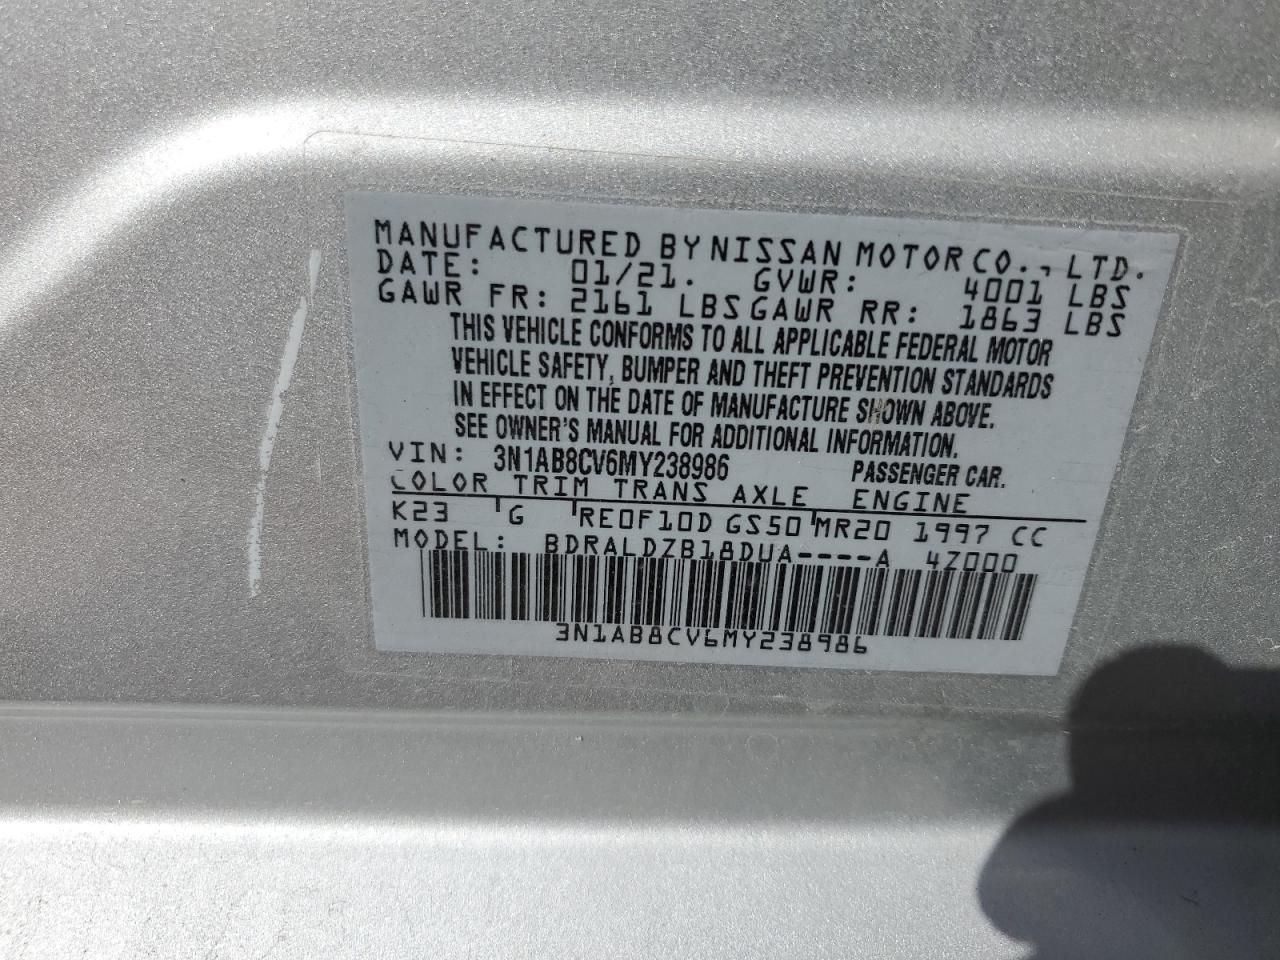 MANUFACTURED BY NISSAN MOTOR CO., LTD.
DATE: 01/21. GVWR: 4001 LBS
GAWR FR: 2161 LBS GAWR RR: 1863 LBS
THIS VEHICLE CONFORMS TO ALL APPLICABLE FEDERAL MOTOR
VEHICLE SAFETY, BUMPER AND THEFT PREVENTION STANDARDS
IN EFFECT ON THE DATE OF MANUFACTURE SHOWN ABOVE.
SEE OWNER'S MANUAL FOR ADDITIONAL INFORMATION.
VIN: 3N1AB8CV6MY238986 PASSENGER CAR.
COLOR TRIM TRANS AXLE ENGINE
K23 G RE0F10D GS50 MR20 1997 CC
MODEL: BDRALDZB18DUA----A 4Z000
3N1AB8CV6MY238986